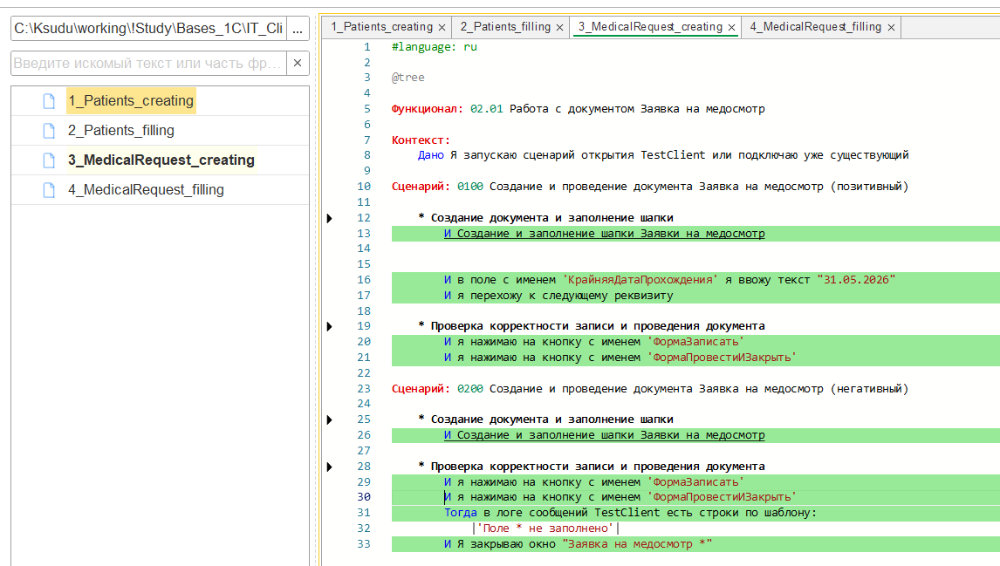 C:\Ksudu\working\!Study\Bases_1C\IT_Cli ...
Введите искомый текст или часть фр... ×
1_Patients_creating
2_Patients_filling
3_MedicalRequest_creating
4_MedicalRequest_filling
1_Patients_creating × 2_Patients_filling × 3_MedicalRequest_creating × 4_MedicalRequest_filling ×
1 #language: ru
2
3 @tree
4
5 Функционал: 02.01 Работа с документом Заявка на медосмотр
6
7 Контекст:
8 Дано Я запускаю сценарий открытия TestClient или подключаю уже существующий
9
10 Сценарий: 0100 Создание и проведение документа Заявка на медосмотр (позитивный)
11
12 * Создание документа и заполнение шапки
13 И Создание и заполнение шапки Заявки на медосмотр
14
15
16 И в поле с именем 'КрайняяДатаПрохождения' я ввожу текст "31.05.2026"
17 И я перехожу к следующему реквизиту
18
19 * Проверка корректности записи и проведения документа
20 И я нажимаю на кнопку с именем 'ФормаЗаписать'
21 И я нажимаю на кнопку с именем 'ФормаПровестиИЗакрыть'
22
23 Сценарий: 0200 Создание и проведение документа Заявка на медосмотр (негативный)
24
25 * Создание документа и заполнение шапки
26 И Создание и заполнение шапки Заявки на медосмотр
27
28 * Проверка корректности записи и проведения документа
29 И я нажимаю на кнопку с именем 'ФормаЗаписать'
30 И я нажимаю на кнопку с именем 'ФормаПровестиИЗакрыть'
31 Тогда в логе сообщений TestClient есть строки по шаблону:
32 |'Поле * не заполнено'|
33 И Я закрываю окно "Заявка на медосмотр *"